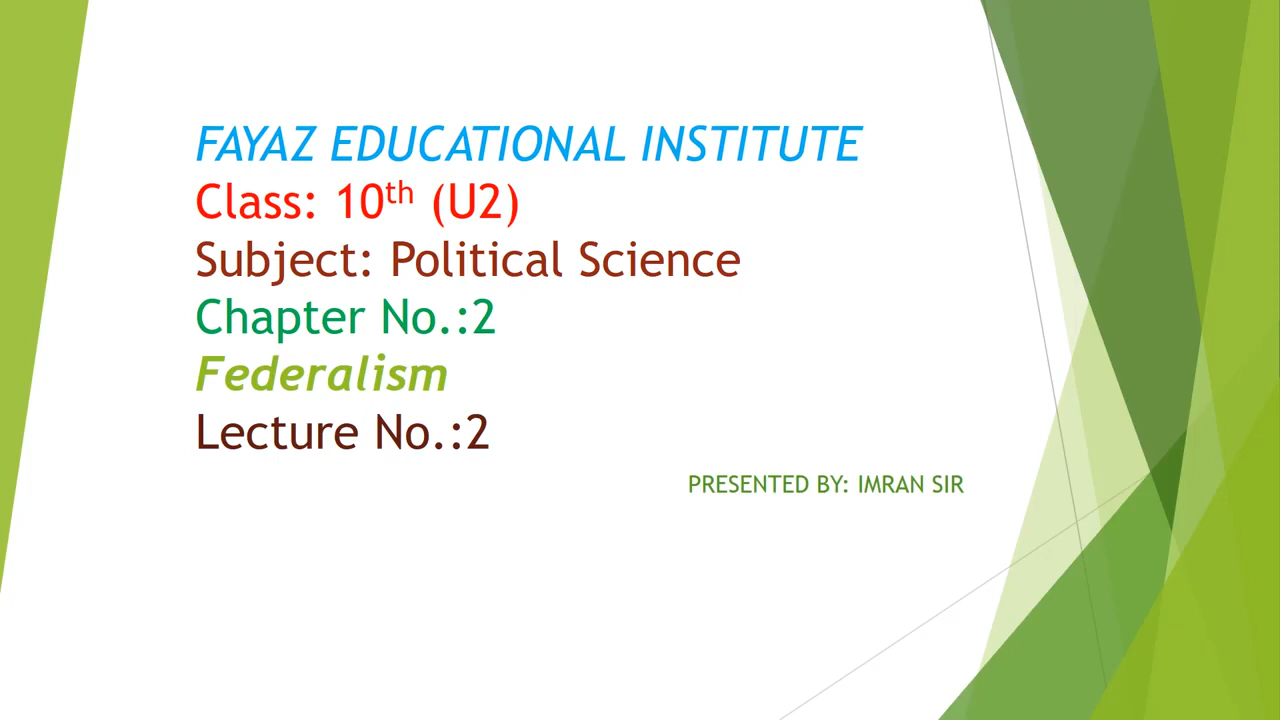 FAYAZ EDUCATIONAL INSTITUTE
Class: 10th (U2)
Subject: Political Science
Chapter No.:2
Federalism
Lecture No.:2
PRESENTED BY: IMRAN SIR